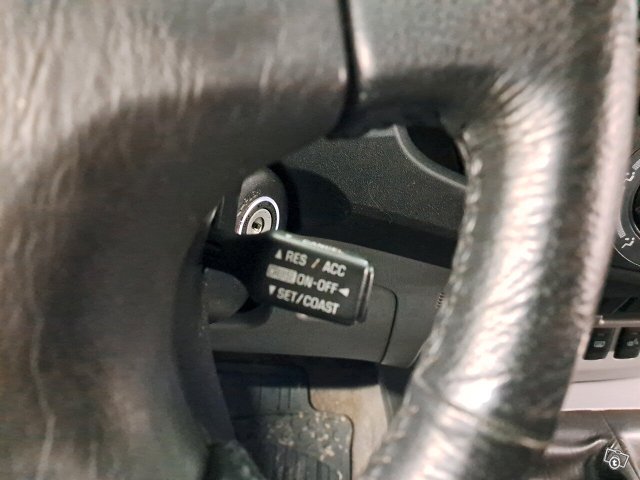 ▲ RES / ACC
ON-OFF ◄
▼ SET/COAST